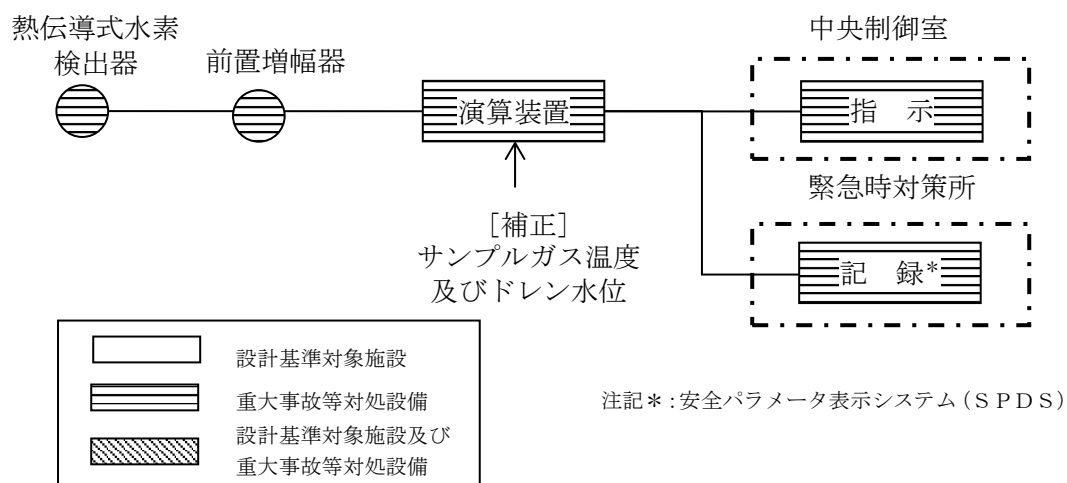 熱伝導式水素
検出器
前置増幅器
中央制御室
演算装置
指　示
緊急時対策所
［補正］
サンプルガス温度
及びドレン水位
記　録*
設計基準対象施設
重大事故等対処設備
設計基準対象施設及び
重大事故等対処設備
注記＊：安全パラメータ表示システム（ＳＰＤＳ）